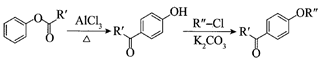 O R' O
AlCl₃
△
R' O OH
R″–Cl
K₂CO₃
R' O OR″